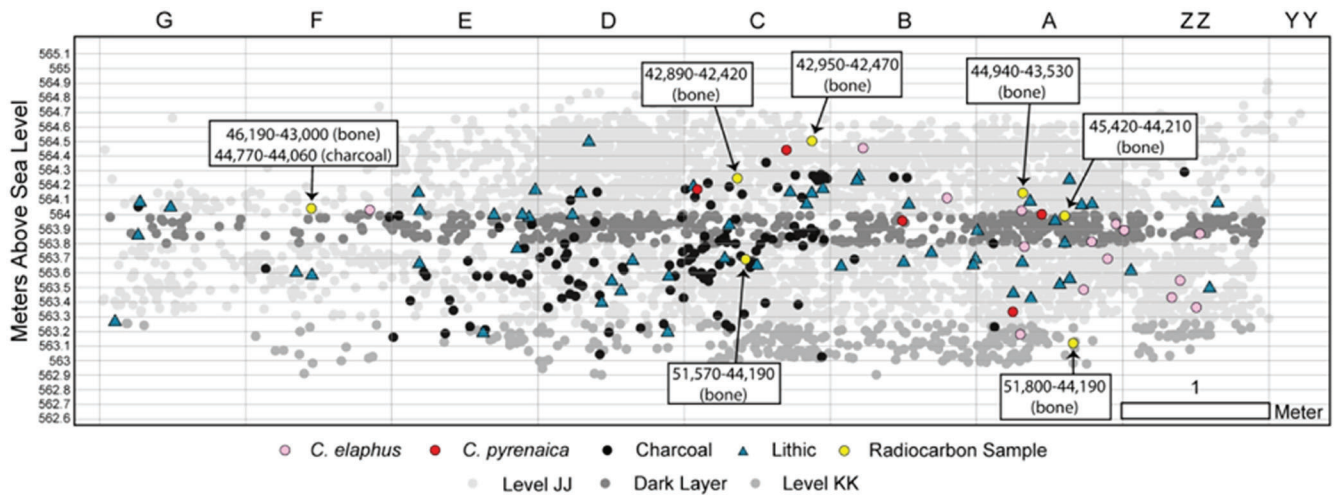 G F E D C B A ZZ YY
Meters Above Sea Level
565.1
565
564.9
564.8
564.7
564.6
564.5
564.4
564.3
564.2
564.1
564
563.9
563.8
563.7
563.6
563.5
563.4
563.3
563.2
563.1
563
562.9
562.8
562.7
562.6
46,190-43,000 (bone)
44,770-44,060 (charcoal)
42,890-42,420
(bone)
42,950-42,470
(bone)
44,940-43,530
(bone)
45,420-44,210
(bone)
51,570-44,190
(bone)
51,800-44,190
(bone)
1
Meter
C. elaphus C. pyrenaica Charcoal Lithic Radiocarbon Sample
Level JJ Dark Layer Level KK